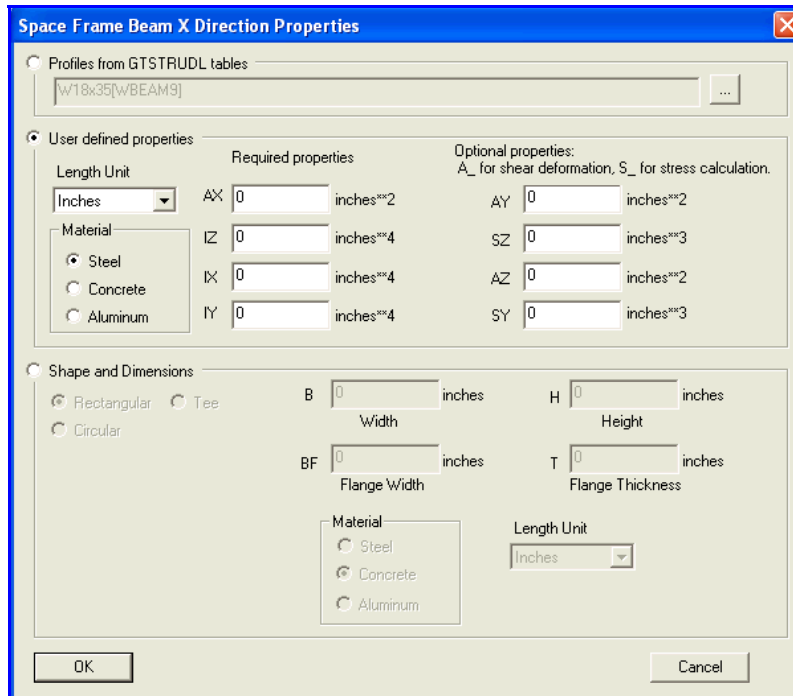 Space Frame Beam X Direction Properties
Profiles from GTSTRUDL tables
W18x35[WBEAM9]
...
User defined properties
Length Unit
Inches
Material
Steel
Concrete
Aluminum
Required properties
AX 0 inches**2
IZ 0 inches**4
IX 0 inches**4
IY 0 inches**4
Optional properties:
A_ for shear deformation, S_ for stress calculation.
AY 0 inches**2
SZ 0 inches**3
AZ 0 inches**2
SY 0 inches**3
Shape and Dimensions
Rectangular Tee
Circular
B 0 inches
Width
H 0 inches
Height
BF 0 inches
Flange Width
T 0 inches
Flange Thickness
Material
Steel
Concrete
Aluminum
Length Unit
Inches
OK
Cancel